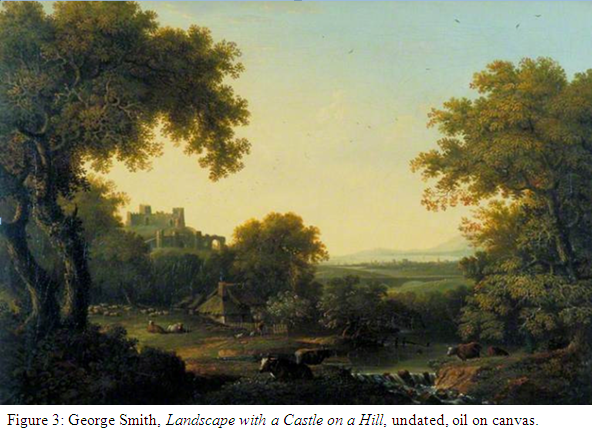 Figure 3: George Smith, Landscape with a Castle on a Hill, undated, oil on canvas.